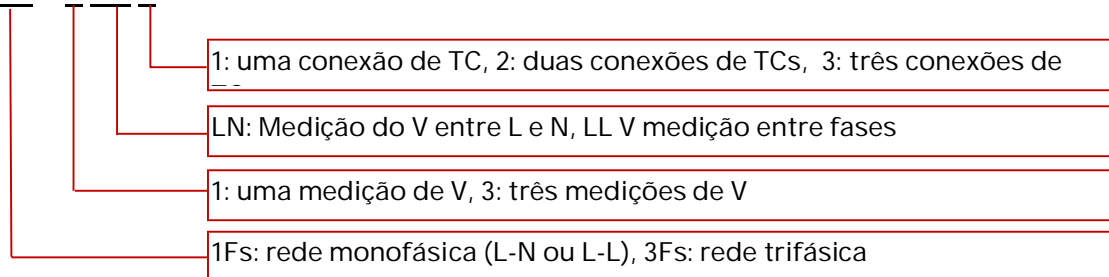 1: uma conexão de TC, 2: duas conexões de TCs, 3: três conexões de
LN: Medição do V entre L e N, LL V medição entre fases
1: uma medição de V, 3: três medições de V
1Fs: rede monofásica (L-N ou L-L), 3Fs: rede trifásica